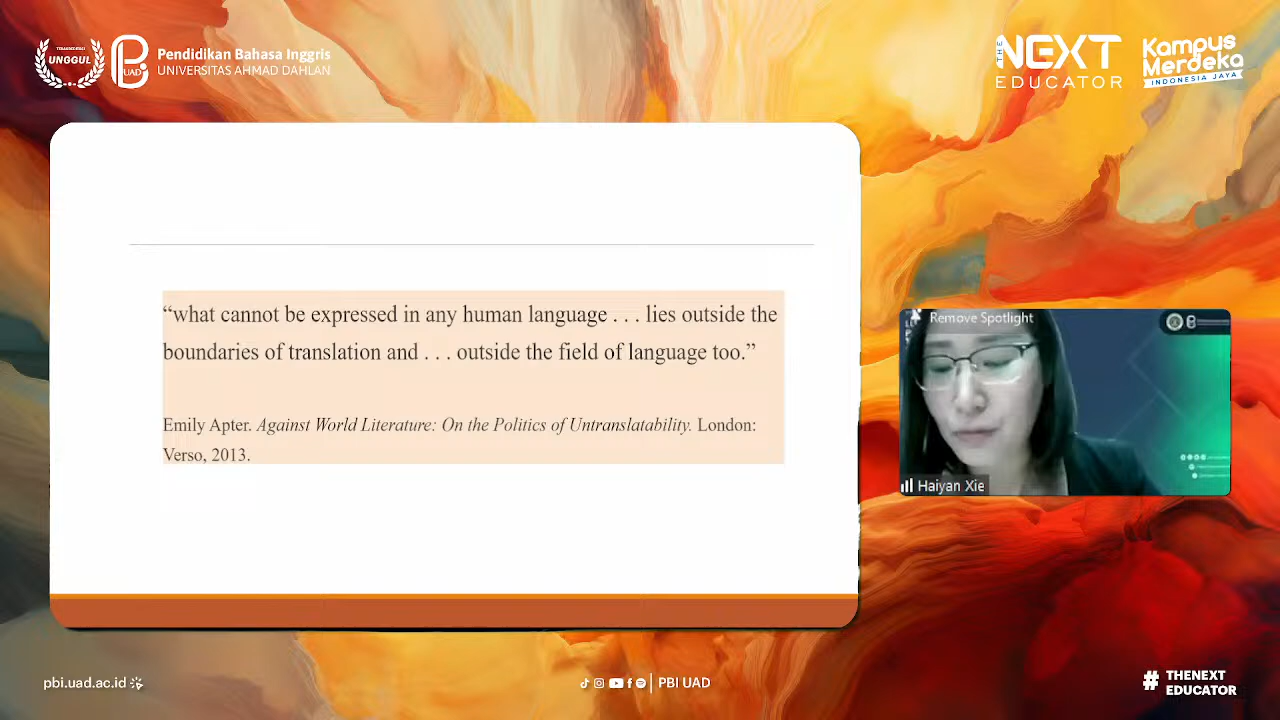 UNGGUL
UAD
Pendidikan Bahasa Inggris
UNIVERSITAS AHMAD DAHLAN
THE NEXT
EDUCATOR
Kampus
Merdeka
INDONESIA JAYA
“what cannot be expressed in any human language . . . lies outside the
boundaries of translation and . . . outside the field of language too.”
Emily Apter. Against World Literature: On the Politics of Untranslatability. London:
Verso, 2013.
Remove Spotlight
Haiyan Xie
pbi.uad.ac.id
PBI UAD
# THENEXT
EDUCATOR